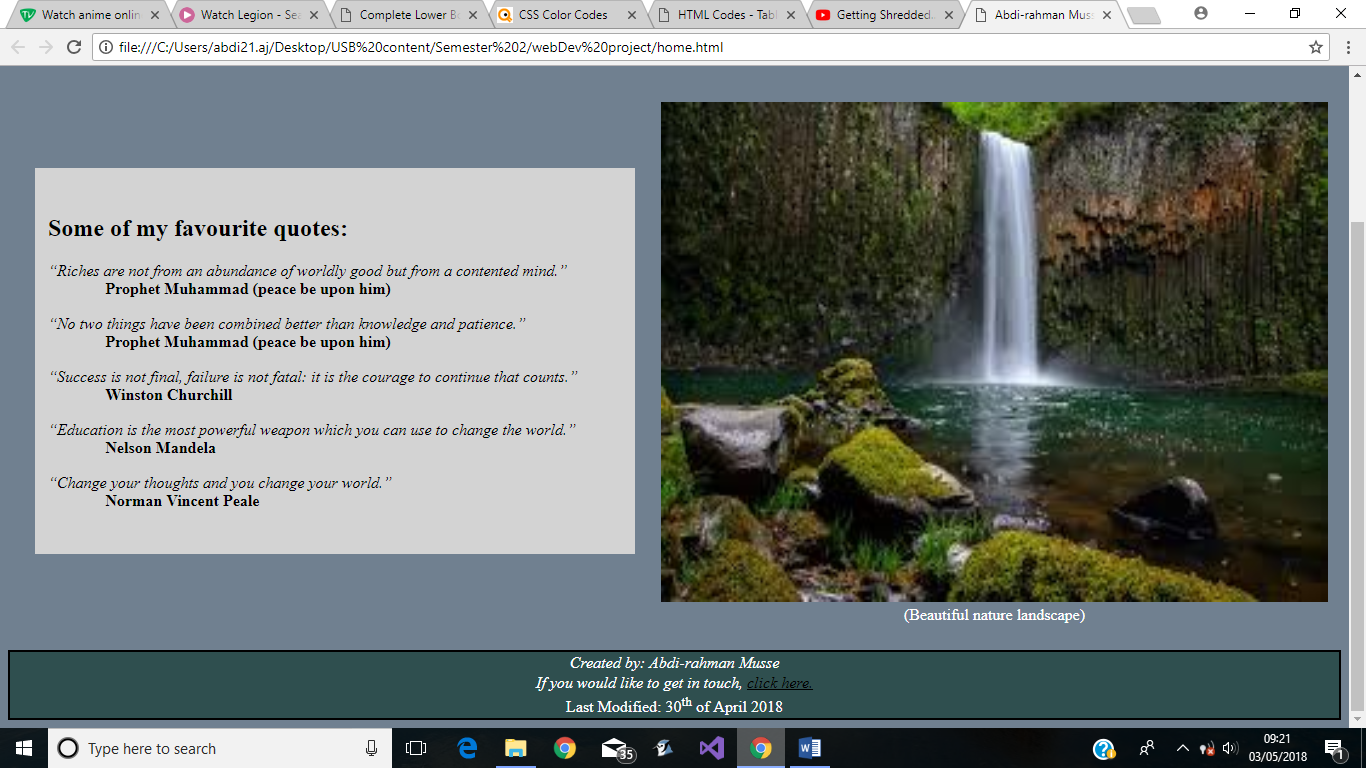 Watch anime onlin
Watch Legion - Sea
Complete Lower Bo
CSS Color Codes
HTML Codes - Tabl
Getting Shredded.
Abdi-rahman Muss
file:///C:/Users/abdi21.aj/Desktop/USB%20content/Semester%202/webDev%20project/home.html
Some of my favourite quotes:
“Riches are not from an abundance of worldly good but from a contented mind.”
Prophet Muhammad (peace be upon him)
“No two things have been combined better than knowledge and patience.”
Prophet Muhammad (peace be upon him)
“Success is not final, failure is not fatal: it is the courage to continue that counts.”
Winston Churchill
“Education is the most powerful weapon which you can use to change the world.”
Nelson Mandela
“Change your thoughts and you change your world.”
Norman Vincent Peale
(Beautiful nature landscape)
Created by: Abdi-rahman Musse
If you would like to get in touch, click here.
Last Modified: 30th of April 2018
Type here to search
35
09:21
03/05/2018
1